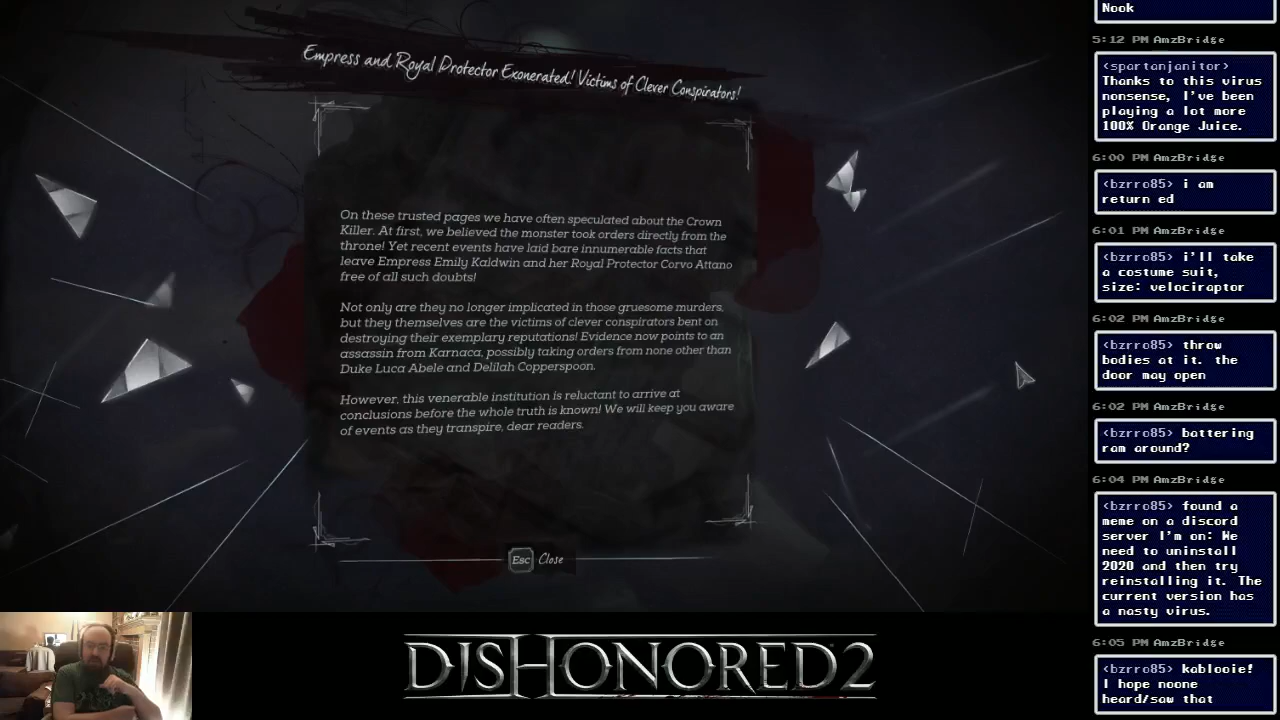 Empress and Royal Protector Exonerated! Victims of Clever Conspirators!
On these trusted pages we have often speculated about the Crown
Killer. At first, we believed the monster took orders directly from the
throne! Yet recent events have laid bare innumerable facts that
leave Empress Emily Kaldwin and her Royal Protector Corvo Attano
free of all such doubts!
Not only are they no longer implicated in those gruesome murders,
but they themselves are the victims of clever conspirators bent on
destroying their exemplary reputations! Evidence now points to an
assassin from Karnaca, possibly taking orders from none other than
Duke Luca Abele and Delilah Copperspoon.
However, this venerable institution is reluctant to arrive at
conclusions before the whole truth is known! We will keep you aware
of events as they transpire, dear readers.
Esc Close
DISHONORED 2
Nook
5:12 PM AmzBridge
<spartanjanitor>
Thanks to this virus
nonsense, I've been
playing a lot more
100% Orange Juice.
6:00 PM AmzBridge
<bzrro85> i am
return ed
6:01 PM AmzBridge
<bzrro85> i'll take
a costume suit,
size: velociraptor
6:02 PM AmzBridge
<bzrro85> throw
bodies at it. the
door may open
6:02 PM AmzBridge
<bzrro85> battering
ram around?
6:04 PM AmzBridge
<bzrro85> found a
meme on a discord
server I'm on: We
need to uninstall
2020 and then try
reinstalling it. The
current version has
a nasty virus.
6:05 PM AmzBridge
<bzrro85> kablooie!
I hope noone
heard/saw that